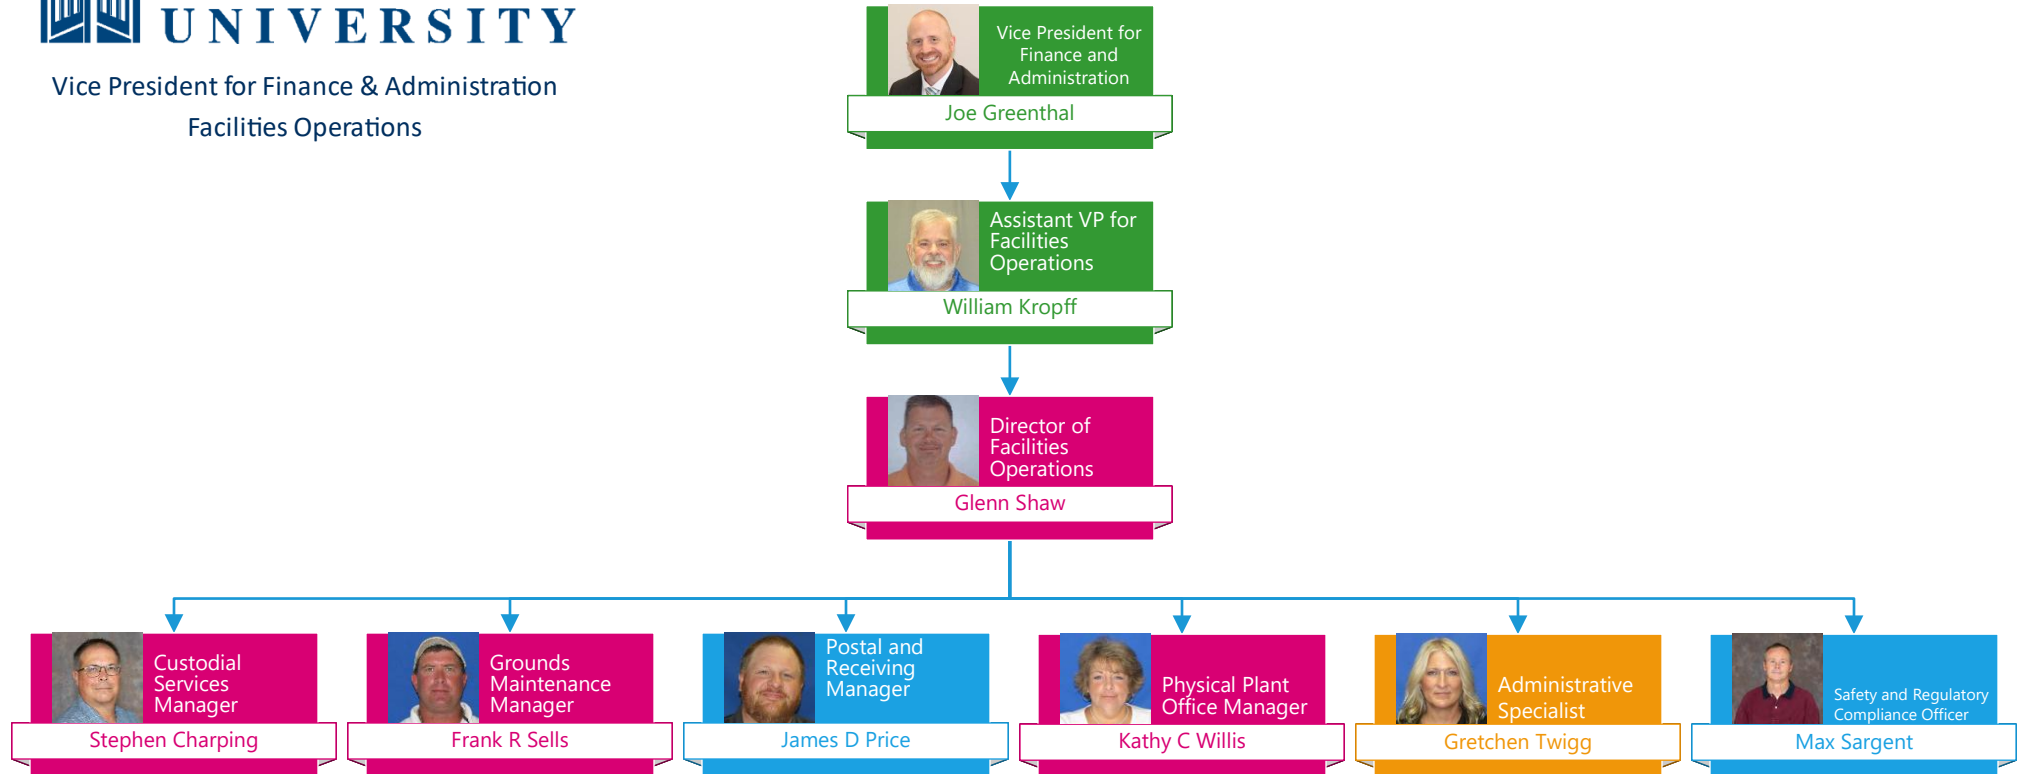 UNIVERSITY
Vice President for Finance & Administration
Facilities Operations
Vice President for
Finance and
Administration
Joe Greenthal
Assistant VP for
Facilities
Operations
William Kropff
Director of
Facilities
Operations
Glenn Shaw
Custodial
Services
Manager
Stephen Charping
Grounds
Maintenance
Manager
Frank R Sells
Postal and
Receiving
Manager
James D Price
Physical Plant
Office Manager
Kathy C Willis
Administrative
Specialist
Gretchen Twigg
Safety and Regulatory
Compliance Officer
Max Sargent